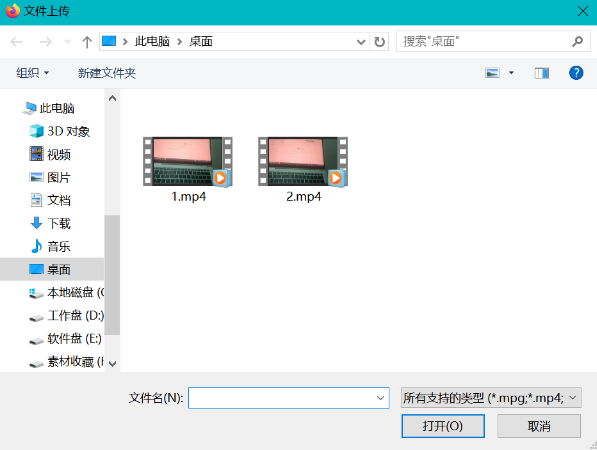 文件上传
此电脑 桌面
搜索"桌面"
组织 新建文件夹
此电脑
3D 对象
视频
图片
文档
下载
音乐
桌面
本地磁盘 (C
工作盘 (D:)
软件盘 (E:)
素材收藏 (F
1.mp4
2.mp4
文件名(N):
所有支持的类型 (*.mpg;*.mp4;
打开(O)
取消